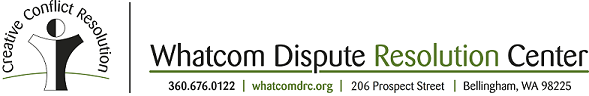 Creative Conflict Resolution
Whatcom Dispute Resolution Center
360.676.0122 | whatcomdrc.org | 206 Prospect Street | Bellingham, WA 98225